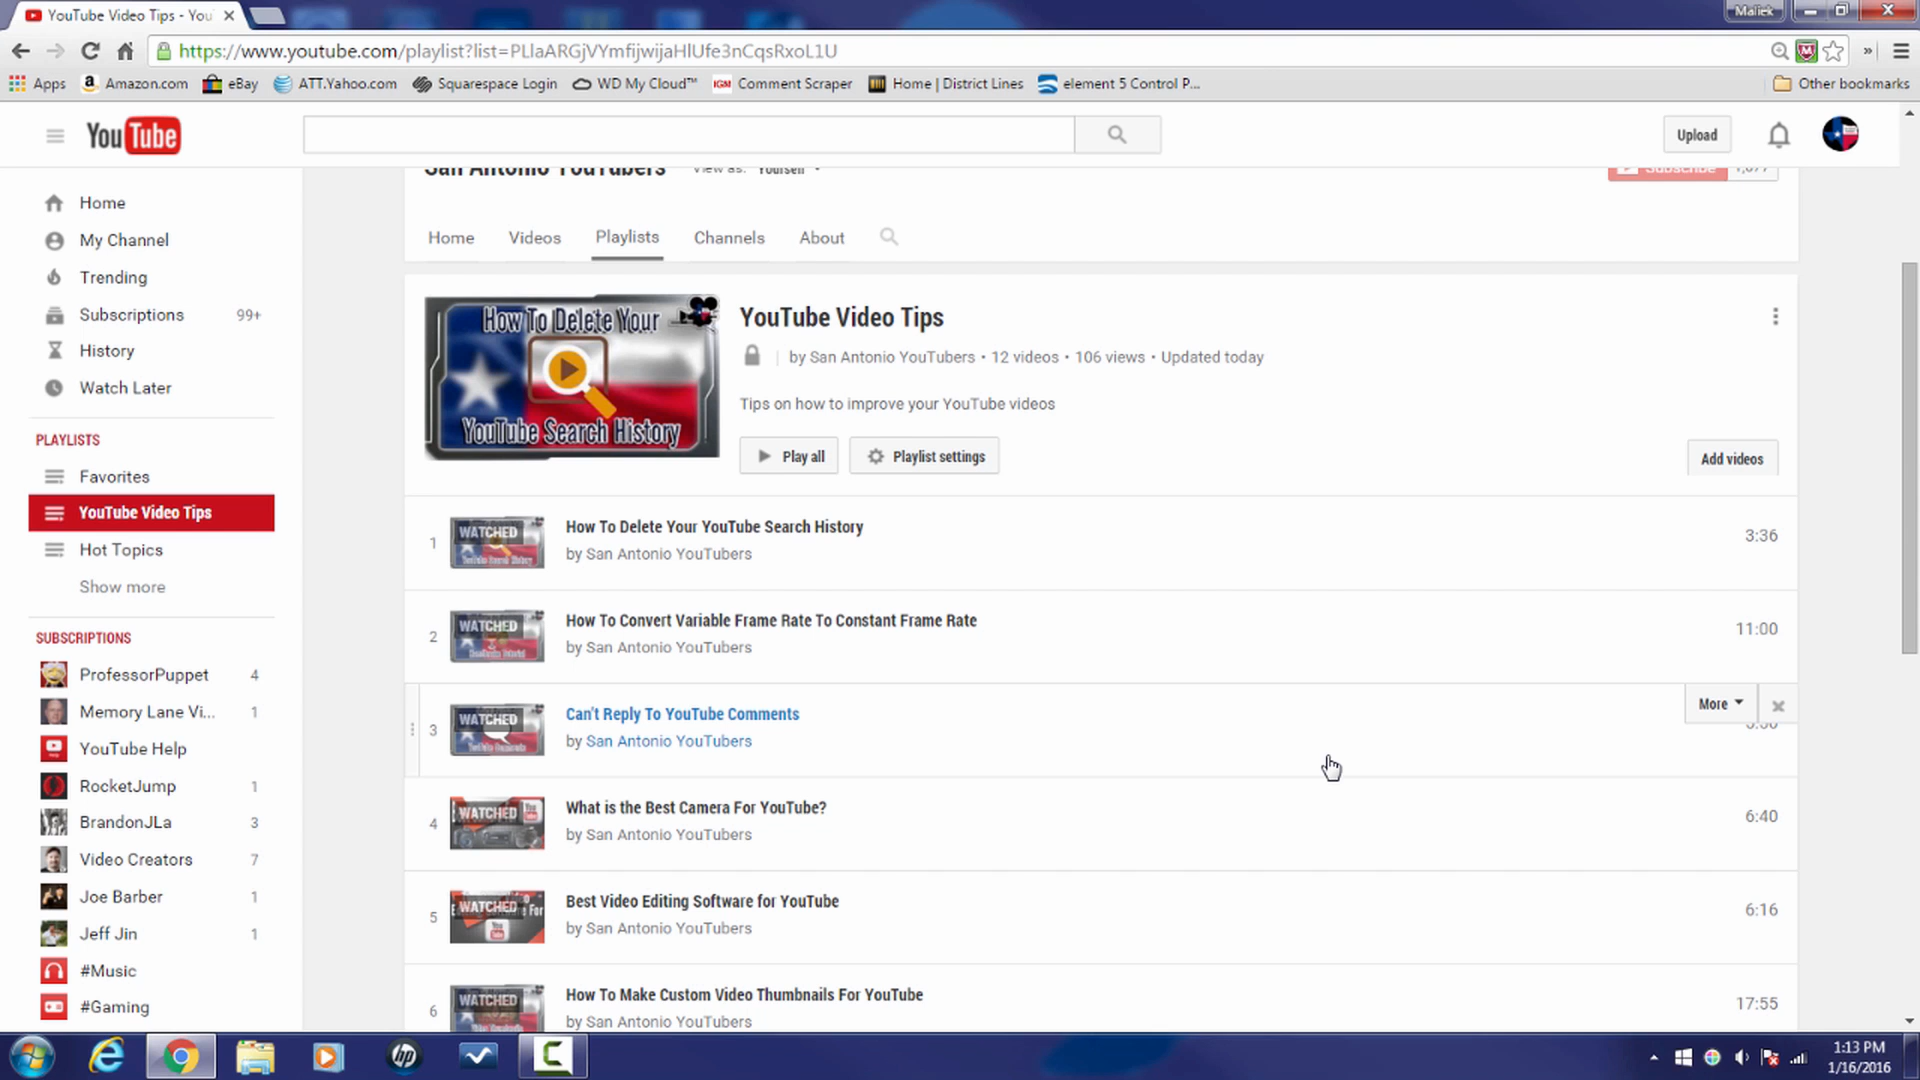 YouTube Video Tips - You
Maliek
https://www.youtube.com/playlist?list=PLlaARGjVYmfijwijaHlUfe3nCqsRxoL1U
Apps
Amazon.com
eBay
ATT.Yahoo.com
Squarespace Login
WD My Cloud™
IGM Comment Scraper
Home | District Lines
element 5 Control P...
Other bookmarks
YouTube
Upload
San Antonio YouTubers
View as: Yourself
Subscribe
Home
Videos
Playlists
Channels
About
Home
My Channel
Trending
Subscriptions 99+
History
Watch Later
PLAYLISTS
Favorites
YouTube Video Tips
Hot Topics
Show more
SUBSCRIPTIONS
ProfessorPuppet 4
Memory Lane Vi... 1
YouTube Help
RocketJump 1
BrandonJLa 3
Video Creators 7
Joe Barber 1
Jeff Jin 1
#Music
#Gaming
How To Delete Your
YouTube Search History
YouTube Video Tips
by San Antonio YouTubers • 12 videos • 106 views • Updated today
Tips on how to improve your YouTube videos
Play all
Playlist settings
Add videos
1
WATCHED
How To Delete Your YouTube Search History
by San Antonio YouTubers
3:36
2
WATCHED
How To Convert Variable Frame Rate To Constant Frame Rate
by San Antonio YouTubers
11:00
3
WATCHED
Can't Reply To YouTube Comments
by San Antonio YouTubers
More
4
WATCHED
What is the Best Camera For YouTube?
by San Antonio YouTubers
6:40
5
WATCHED
Best Video Editing Software for YouTube
by San Antonio YouTubers
6:16
6
WATCHED
How To Make Custom Video Thumbnails For YouTube
by San Antonio YouTubers
17:55
1:13 PM
1/16/2016